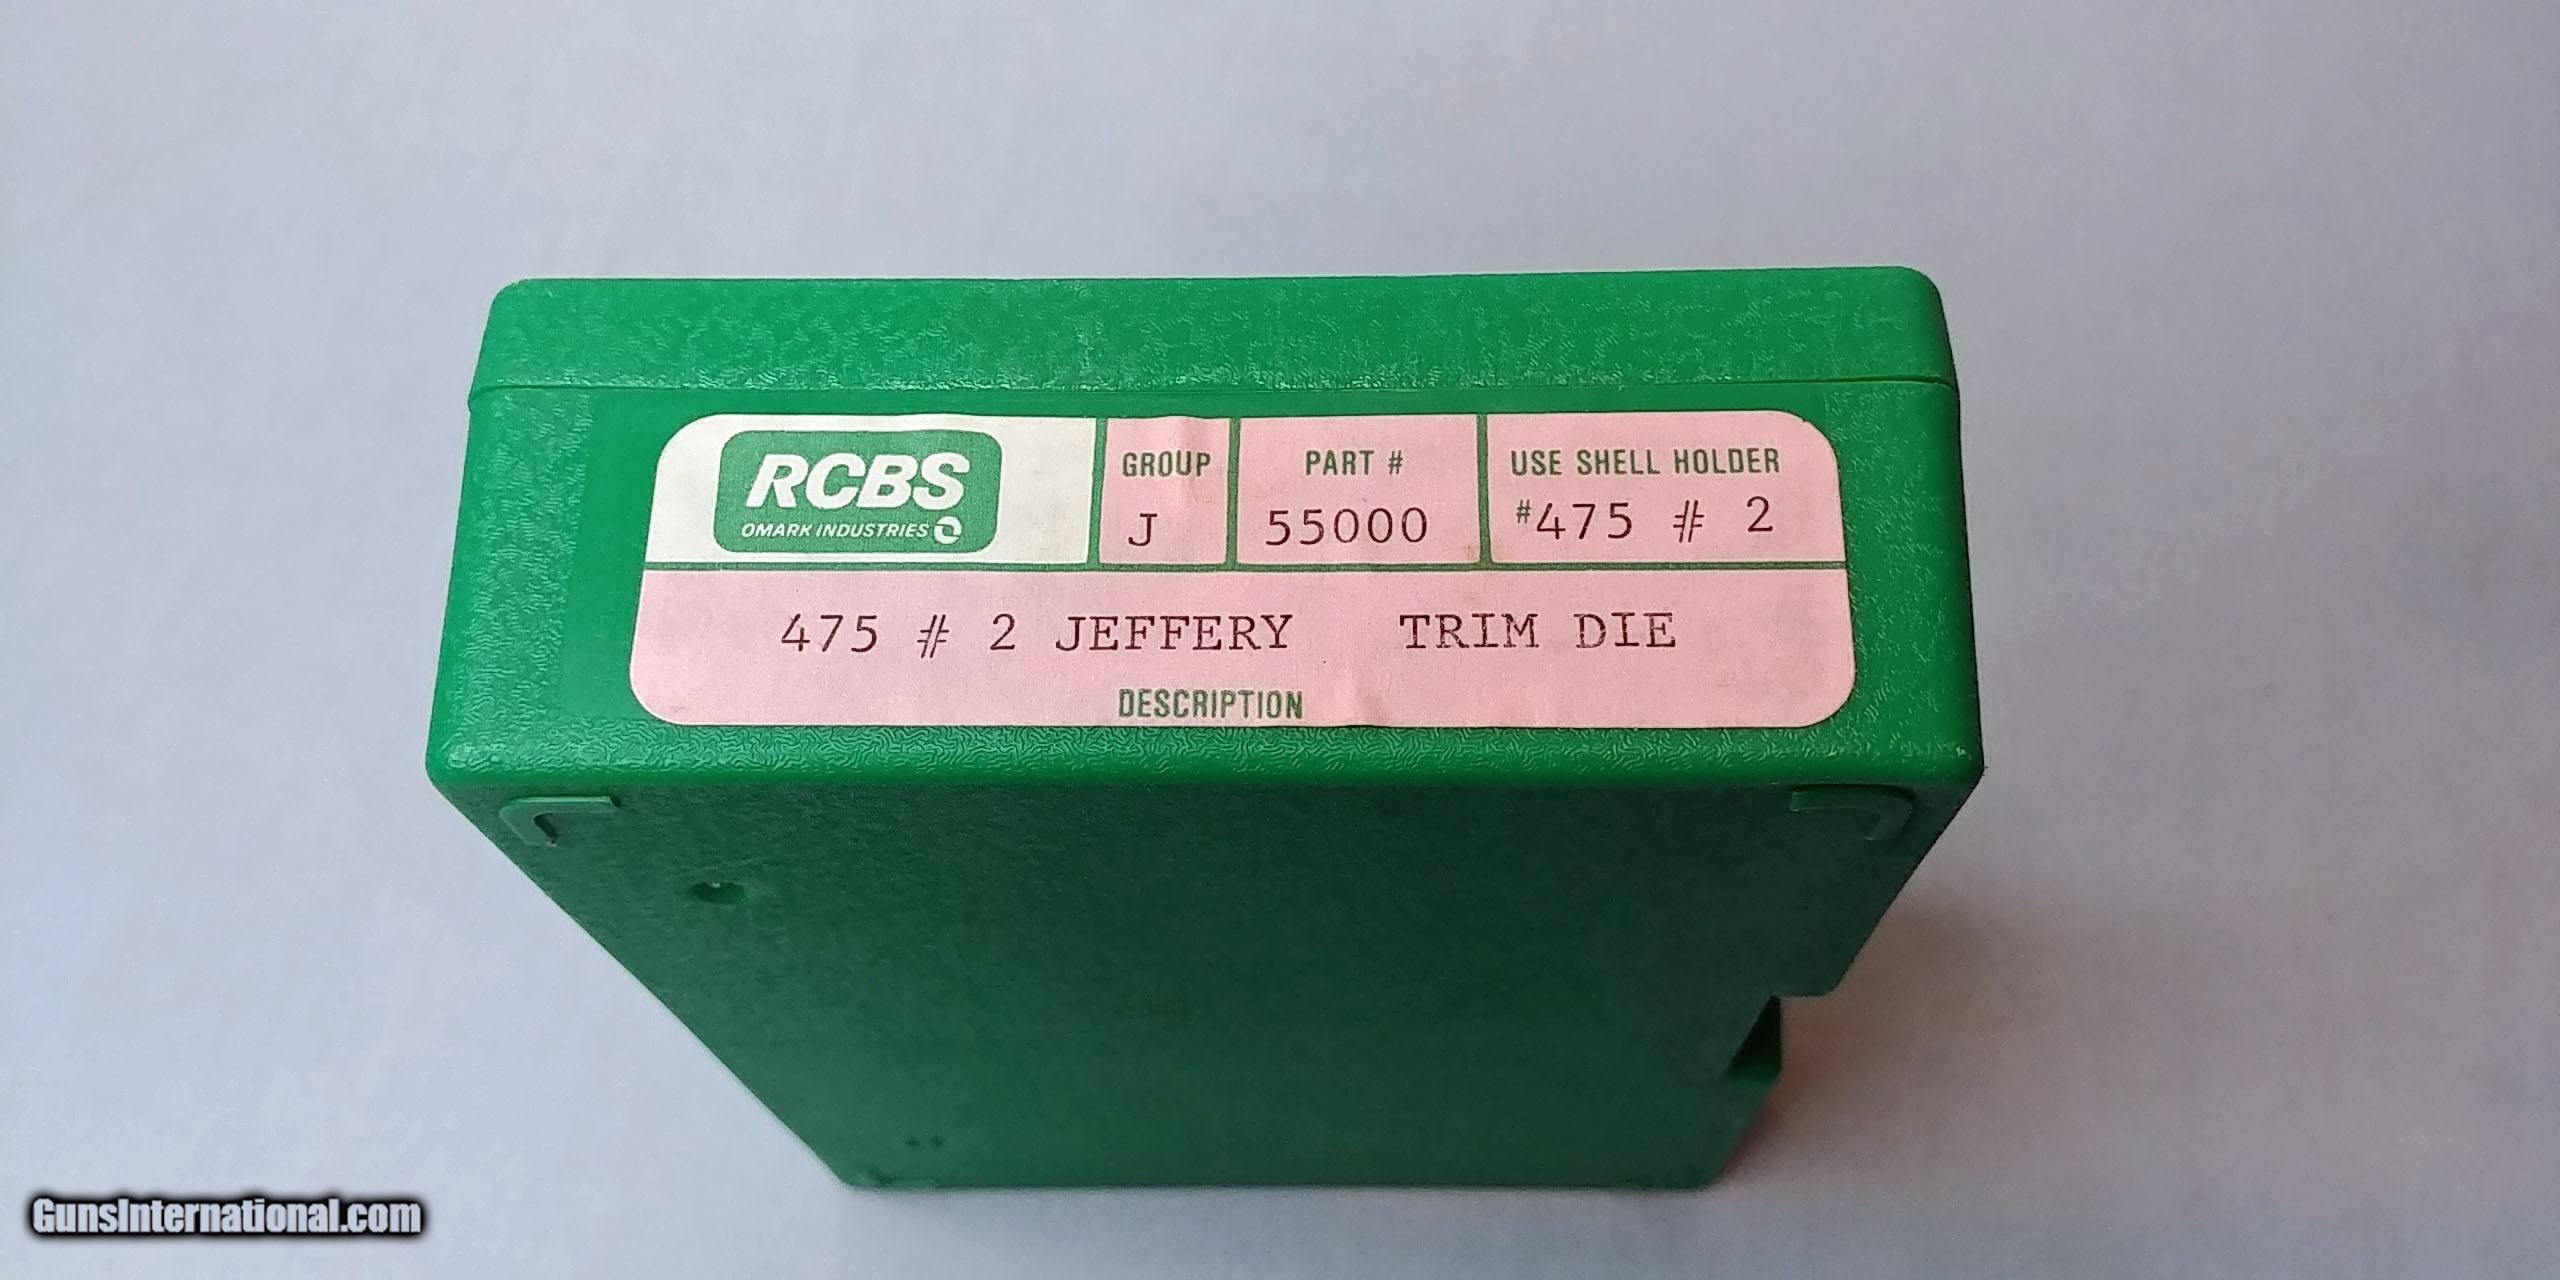 RCBS
OMARK INDUSTRIES
GROUP
J
PART #
55000
USE SHELL HOLDER
#475 # 2
475 # 2 JEFFERY TRIM DIE
DESCRIPTION
GunsInternational.com